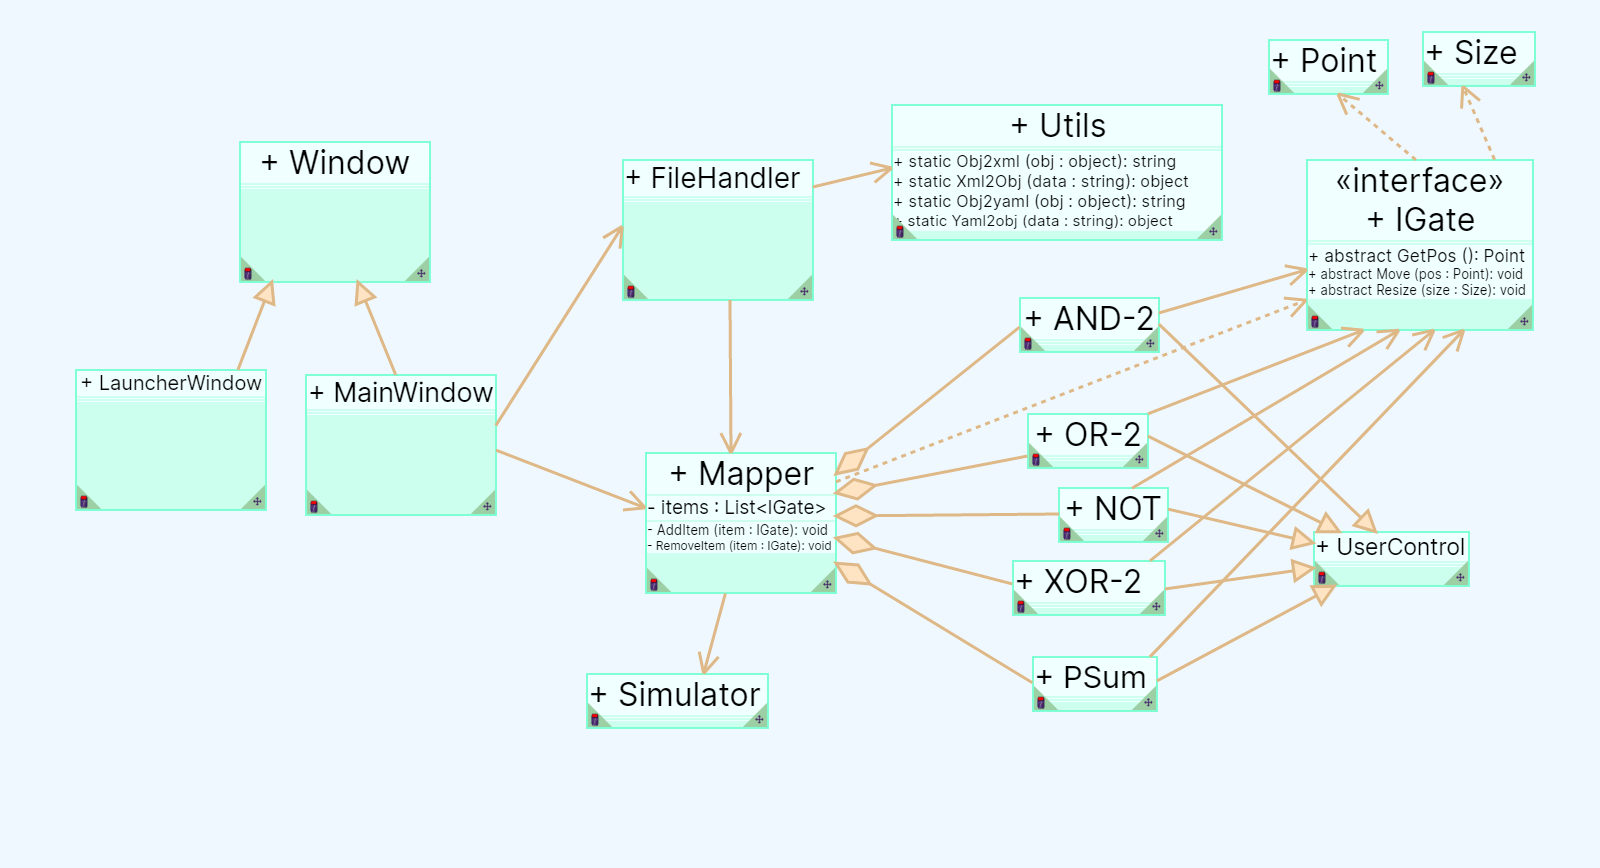 + Point
+ Size
+ Utils
+ static Obj2xml (obj : object): string
+ static Xml2Obj (data : string): object
+ static Obj2yaml (obj : object): string
- static Yaml2obj (data : string): object
+ Window
+ FileHandler
«interface»
+ IGate
+ abstract GetPos (): Point
+ abstract Move (pos : Point): void
+ abstract Resize (size : Size): void
+ AND-2
+ LauncherWindow
+ MainWindow
+ OR-2
+ Mapper
- items : List<IGate>
- AddItem (item : IGate): void
- RemoveItem (item : IGate): void
+ NOT
+ UserControl
+ XOR-2
+ PSum
+ Simulator